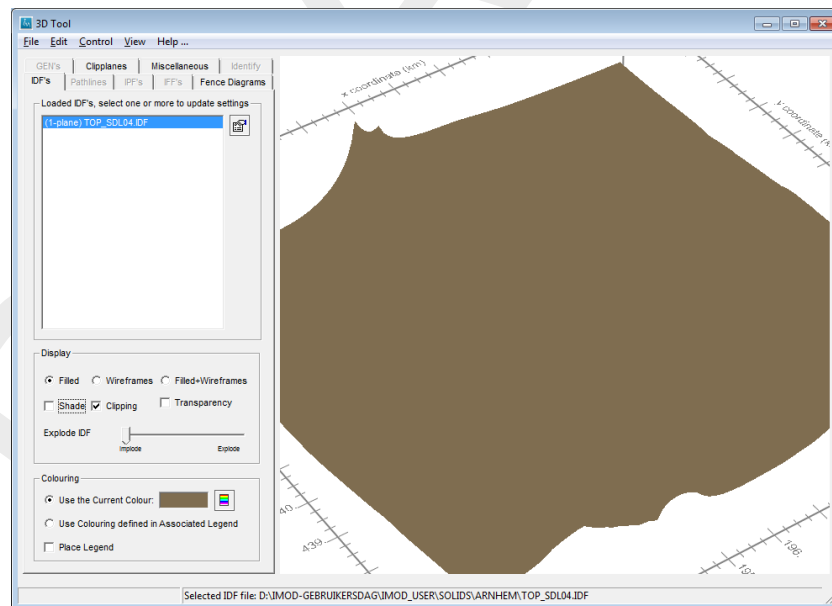 3D Tool
File Edit Control View Help ...
GEN's Clipplanes Miscellaneous Identify
IDF's Pathlines IPF's IFF's Fence Diagrams
Loaded IDF's, select one or more to update settings
(1-plane) TOP_SDL04.IDF
Display
Filled Wireframes Filled+Wireframes
Shade Clipping Transparency
Explode IDF
Implode Explode
Colouring
Use the Current Colour:
Use Colouring defined in Associated Legend
Place Legend
x coordinate (km)
y coordinate (k
40
439.
196.
19
Selected IDF file: D:\IMOD-GEBRUIKERSDAG\IMOD_USER\SOLIDS\ARNHEM\TOP_SDL04.IDF